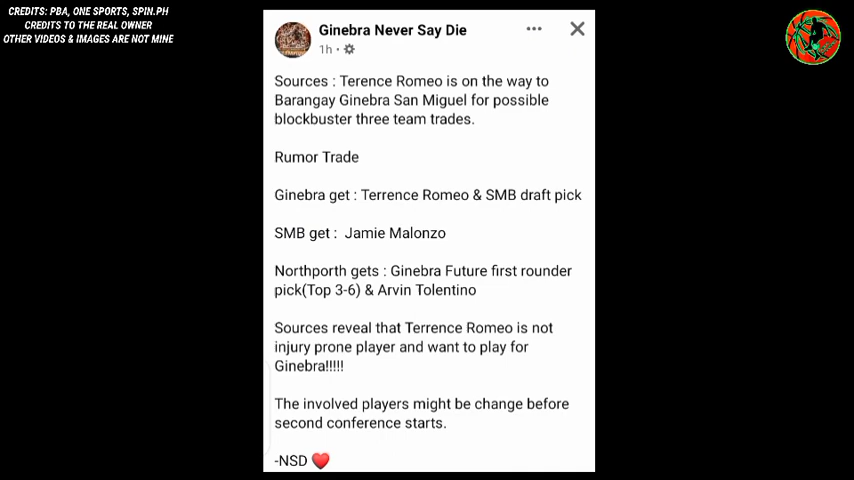 CREDITS: PBA, ONE SPORTS, SPIN.PH
CREDITS TO THE REAL OWNER
OTHER VIDEOS & IMAGES ARE NOT MINE
Ginebra Never Say Die
1h
Sources : Terence Romeo is on the way to
Barangay Ginebra San Miguel for possible
blockbuster three team trades.
Rumor Trade
Ginebra get : Terrence Romeo & SMB draft pick
SMB get :  Jamie Malonzo
Northporth gets : Ginebra Future first rounder
pick(Top 3-6) & Arvin Tolentino
Sources reveal that Terrence Romeo is not
injury prone player and want to play for
Ginebra!!!!!
The involved players might be change before
second conference starts.
-NSD ❤️